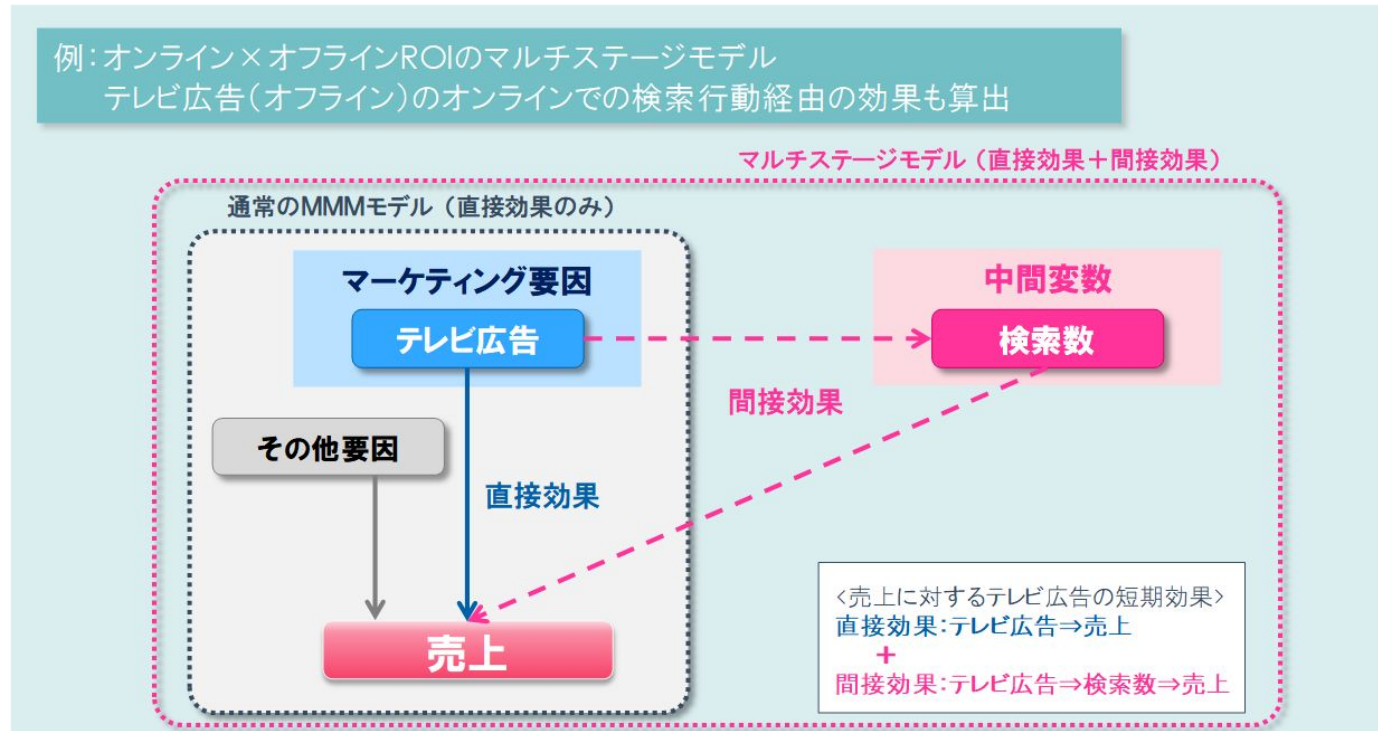 例：オンライン×オフラインROIのマルチステージモデル
テレビ広告（オフライン）のオンラインでの検索行動経由の効果も算出
マルチステージモデル（直接効果＋間接効果）
通常のMMMモデル（直接効果のみ）
マーケティング要因
中間変数
テレビ広告
検索数
間接効果
その他要因
直接効果
売上
<売上に対するテレビ広告の短期効果>
直接効果：テレビ広告⇒売上
＋
間接効果：テレビ広告⇒検索数⇒売上